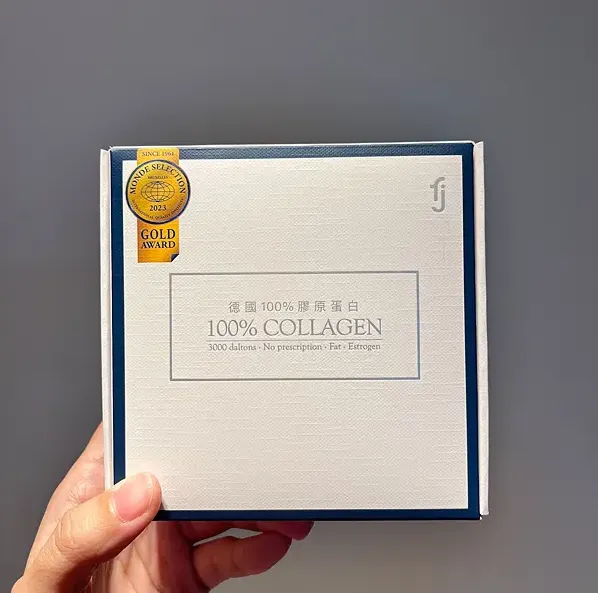 SINCE 1961
MONDE SELECTION
BRUXELLES
2023
GOLD
AWARD
fj
德國100%膠原蛋白
100% COLLAGEN
3000 daltons · No prescription · Fat · Estrogen